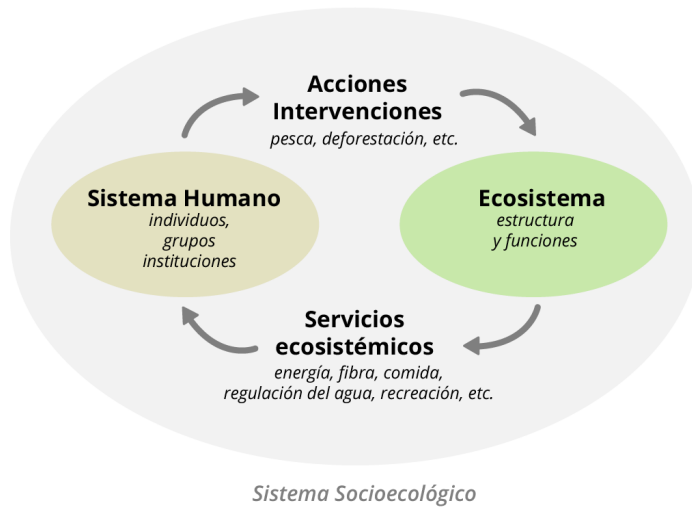 Acciones
Intervenciones
pesca, deforestación, etc.
Sistema Humano
individuos,
grupos
instituciones
Ecosistema
estructura
y funciones
Servicios
ecosistémicos
energía, fibra, comida,
regulación del agua, recreación, etc.
Sistema Socioecológico